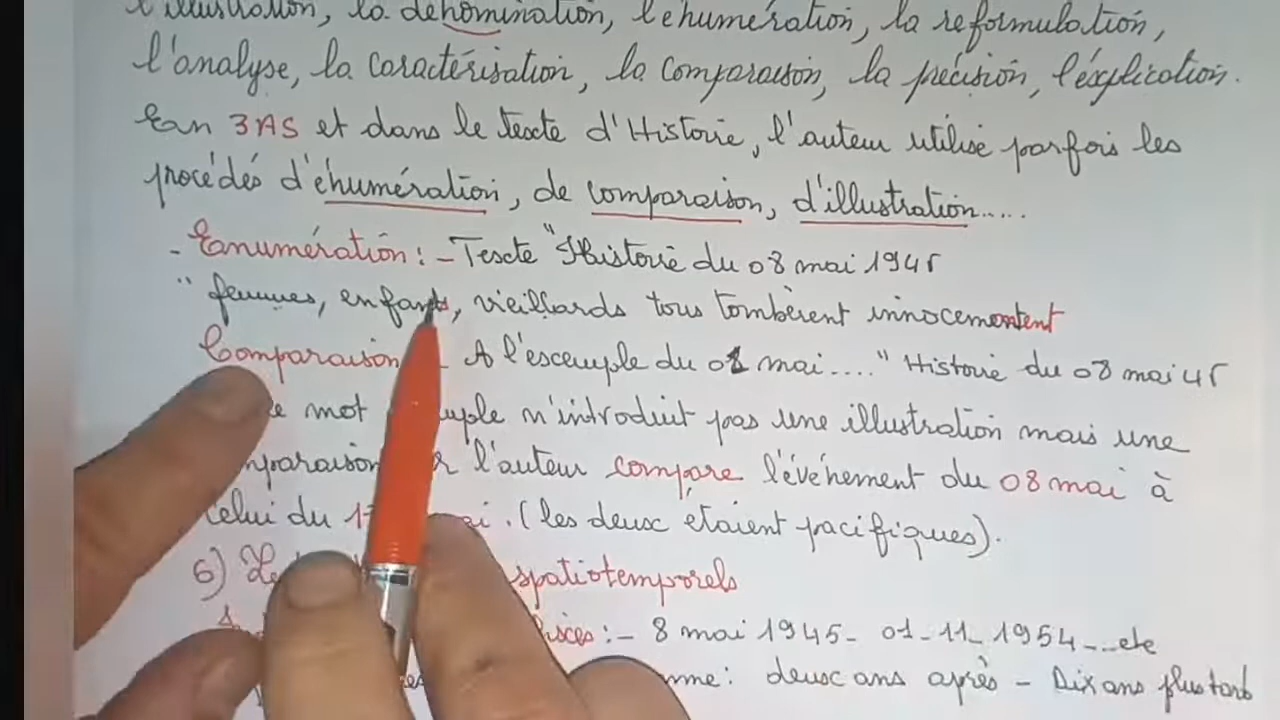 l'illustration, la dénomination, l'énumération, la reformulation,
l'analyse, la caractérisation, la comparaison, la précision, l'éxplication.
En 3AS et dans le texte d'Histoire, l'auteur utilise parfois les
procédés d'énumération, de comparaison, d'illustration.....
- Enumération : - Texte "Histoire du 08 mai 1945
" femmes, enfants, vieillards tous tombèrent innocemment
Comparaison A l'exemple du 08 mai...." Histoire du 08 mai 45
mot n'introduit pas une illustration mais une
l'auteur compare l'événement du 08 mai à
celui du . (les deux étaient pacifiques).
6) spatiotemporels
: - 8 mai 1945 - 01-11-1954 -...etc
: deux ans après - Dix ans plus tard